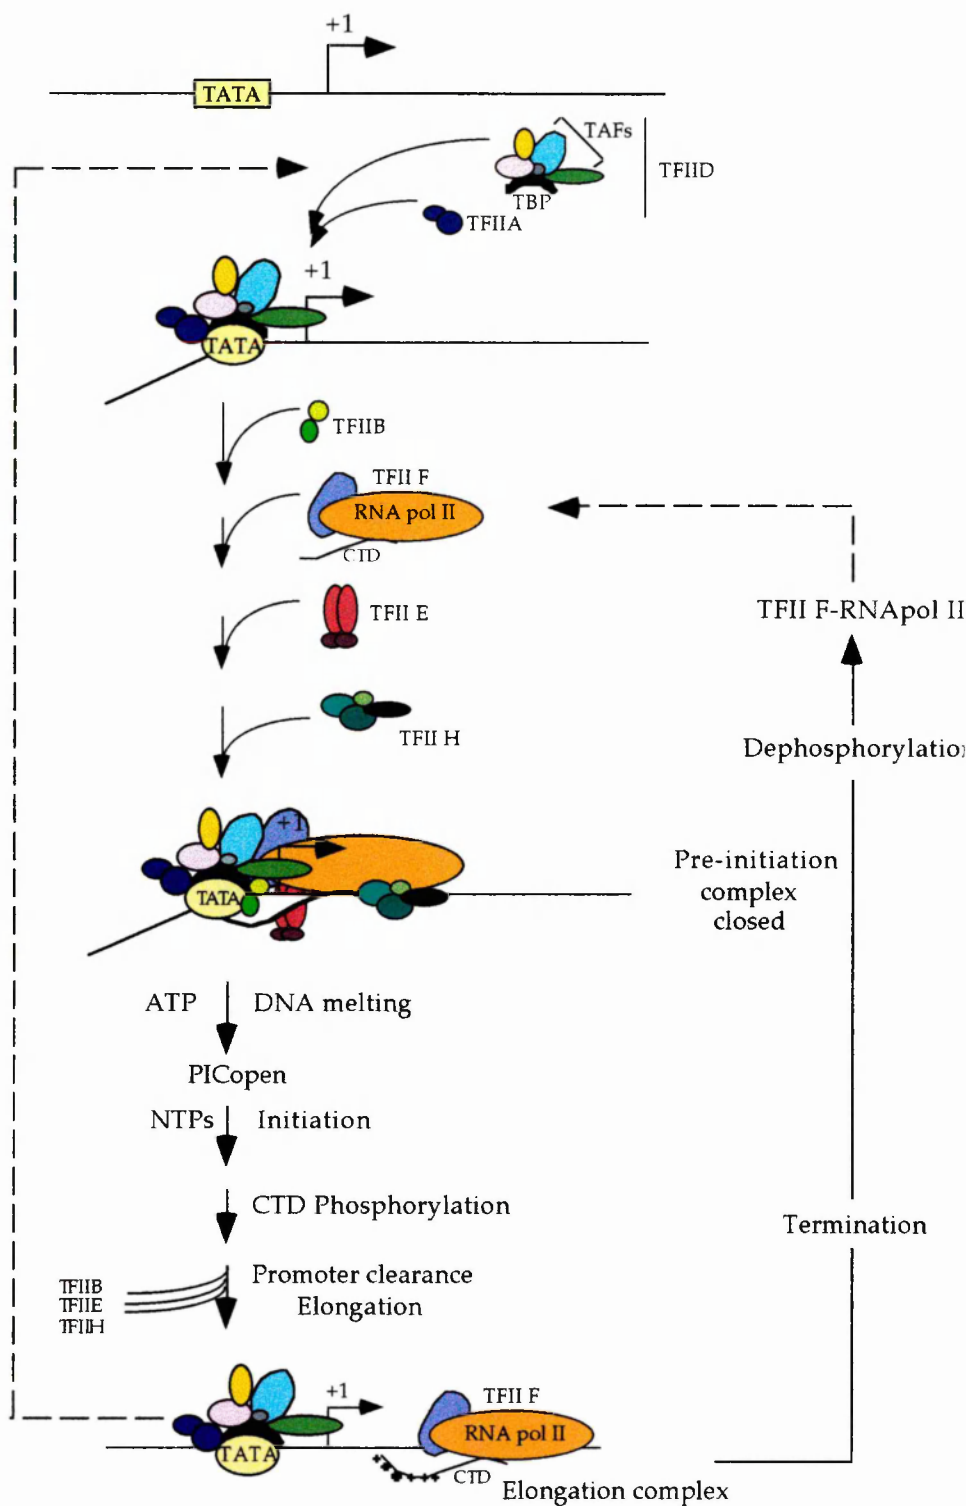 +1
TATA
TAFs
TFIID
TBP
TFIIA
+1
TATA
TFIIB
TFII F
RNA pol II
CTD
TFII E
TFII F-RNApol II
TFII H
Dephosphorylation
+1
TATA
Pre-initiation
complex
closed
ATP
DNA melting
PICopen
NTPs
Initiation
CTD Phosphorylation
Termination
Promoter clearance
Elongation
TFIIB
TFIIE
TFIIH
+1
TFII F
RNA pol II
TATA
CTD
Elongation complex